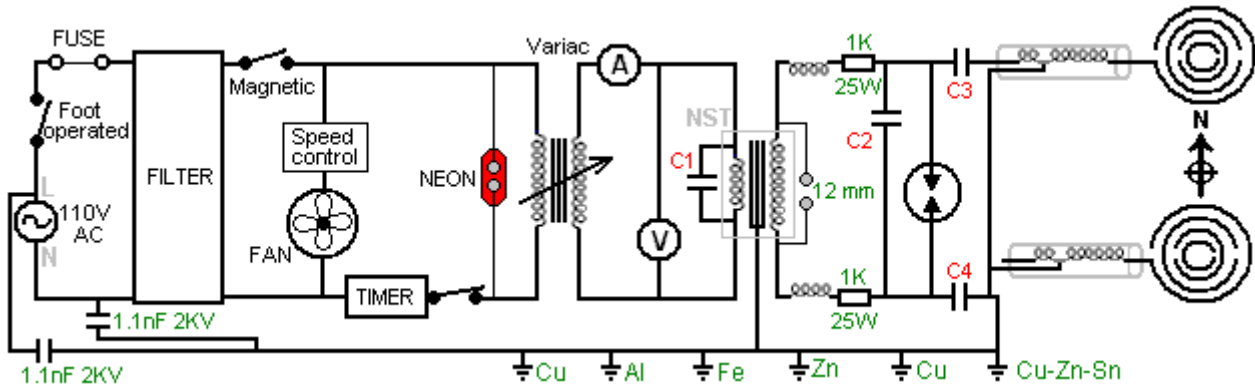 FUSE
Foot
operated
L
110V
AC
N
FILTER
Magnetic
Speed
control
FAN
TIMER
NEON
Variac
A
V
C1
NST
12 mm
1K
25W
1K
25W
C2
C3
C4
N
1.1nF 2KV
1.1nF 2KV
Cu
Al
Fe
Zn
Cu
Cu-Zn-Sn